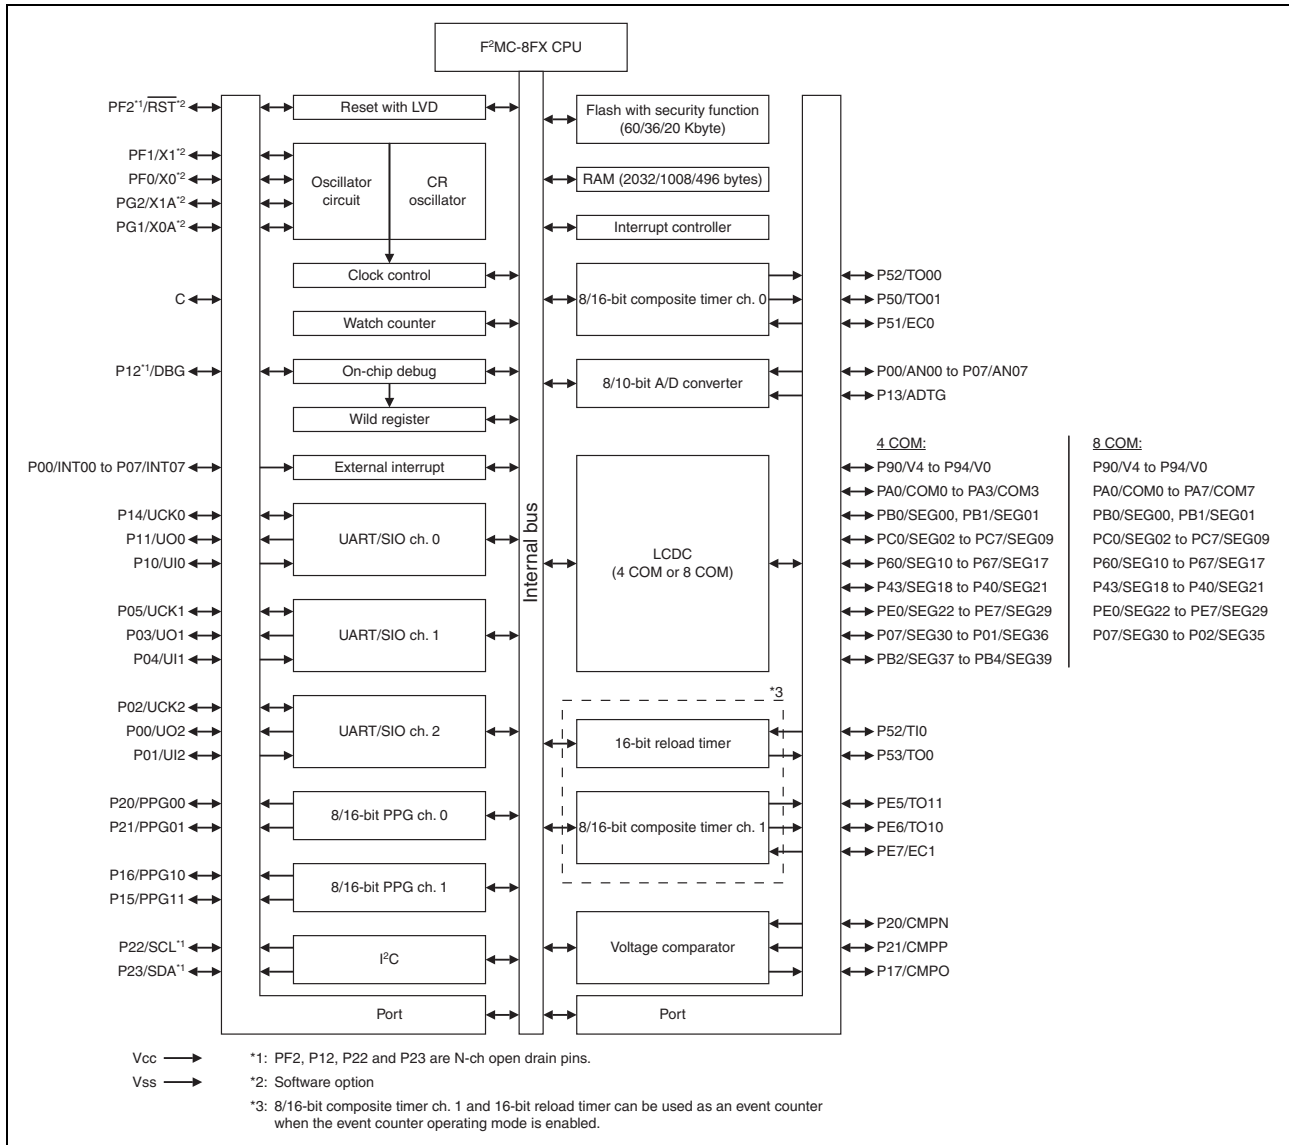 F²MC-8FX CPU
PF2*1/RST*2
Reset with LVD
Flash with security function
(60/36/20 Kbyte)
PF1/X1*2
PF0/X0*2
PG2/X1A*2
PG1/X0A*2
Oscillator
circuit
CR
oscillator
RAM (2032/1008/496 bytes)
Interrupt controller
Clock control
C
Watch counter
8/16-bit composite timer ch. 0
P52/TO00
P50/TO01
P51/EC0
P12*1/DBG
On-chip debug
Wild register
8/10-bit A/D converter
P00/AN00 to P07/AN07
P13/ADTG
P00/INT00 to P07/INT07
External interrupt
P14/UCK0
P11/UO0
P10/UI0
UART/SIO ch. 0
P05/UCK1
P03/UO1
P04/UI1
UART/SIO ch. 1
P02/UCK2
P00/UO2
P01/UI2
UART/SIO ch. 2
P20/PPG00
P21/PPG01
8/16-bit PPG ch. 0
P16/PPG10
P15/PPG11
8/16-bit PPG ch. 1
P22/SCL*1
P23/SDA*1
I²C
Port
Internal bus
LCDC
(4 COM or 8 COM)
4 COM:
P90/V4 to P94/V0
PA0/COM0 to PA3/COM3
PB0/SEG00, PB1/SEG01
PC0/SEG02 to PC7/SEG09
P60/SEG10 to P67/SEG17
P43/SEG18 to P40/SEG21
PE0/SEG22 to PE7/SEG29
P07/SEG30 to P01/SEG36
PB2/SEG37 to PB4/SEG39
8 COM:
P90/V4 to P94/V0
PA0/COM0 to PA7/COM7
PB0/SEG00, PB1/SEG01
PC0/SEG02 to PC7/SEG09
P60/SEG10 to P67/SEG17
P43/SEG18 to P40/SEG21
PE0/SEG22 to PE7/SEG29
P07/SEG30 to P02/SEG35
*3
16-bit reload timer
P52/TI0
P53/TO0
8/16-bit composite timer ch. 1
PE5/TO11
PE6/TO10
PE7/EC1
Voltage comparator
P20/CMPN
P21/CMPP
P17/CMPO
Port
Vcc
Vss
*1: PF2, P12, P22 and P23 are N-ch open drain pins.
*2: Software option
*3: 8/16-bit composite timer ch. 1 and 16-bit reload timer can be used as an event counter
when the event counter operating mode is enabled.